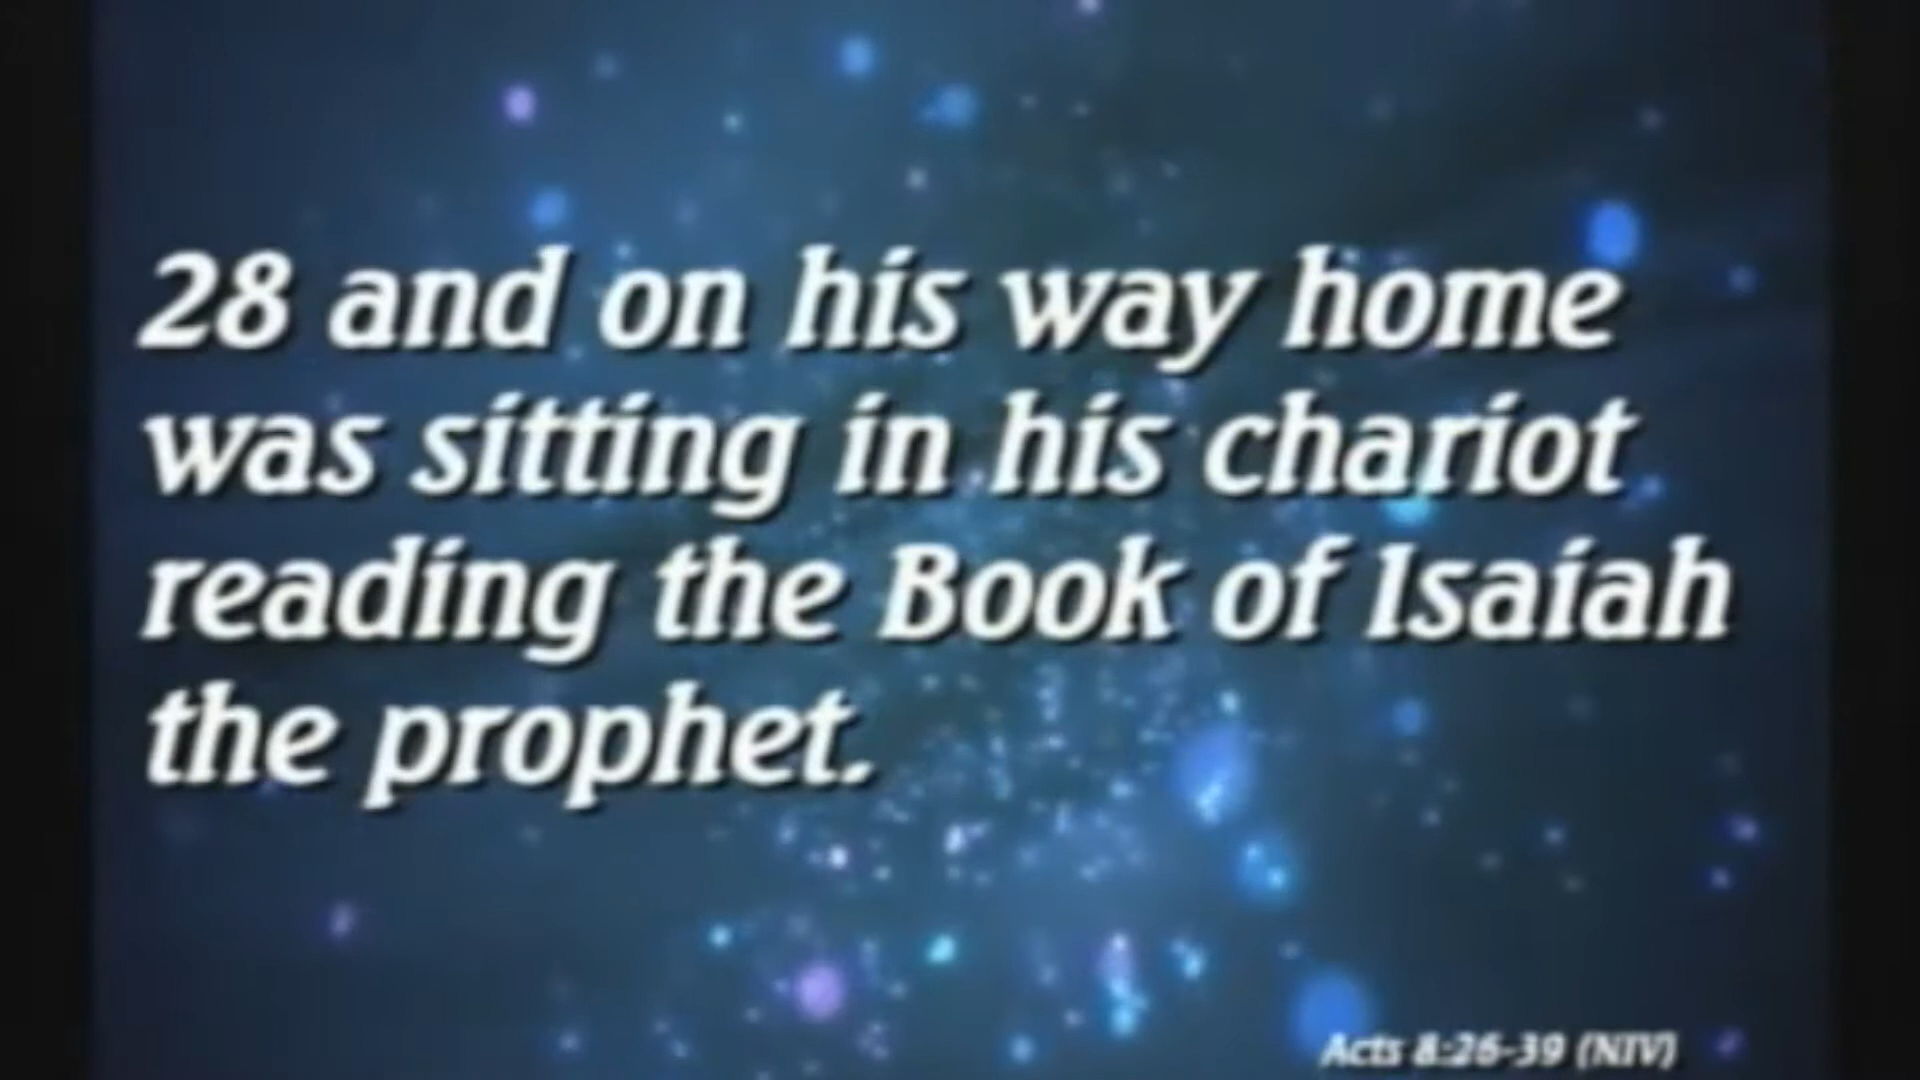 28 and on his way home
was sitting in his chariot
reading the Book of Isaiah
the prophet.
Acts 8:26-39 (NIV)